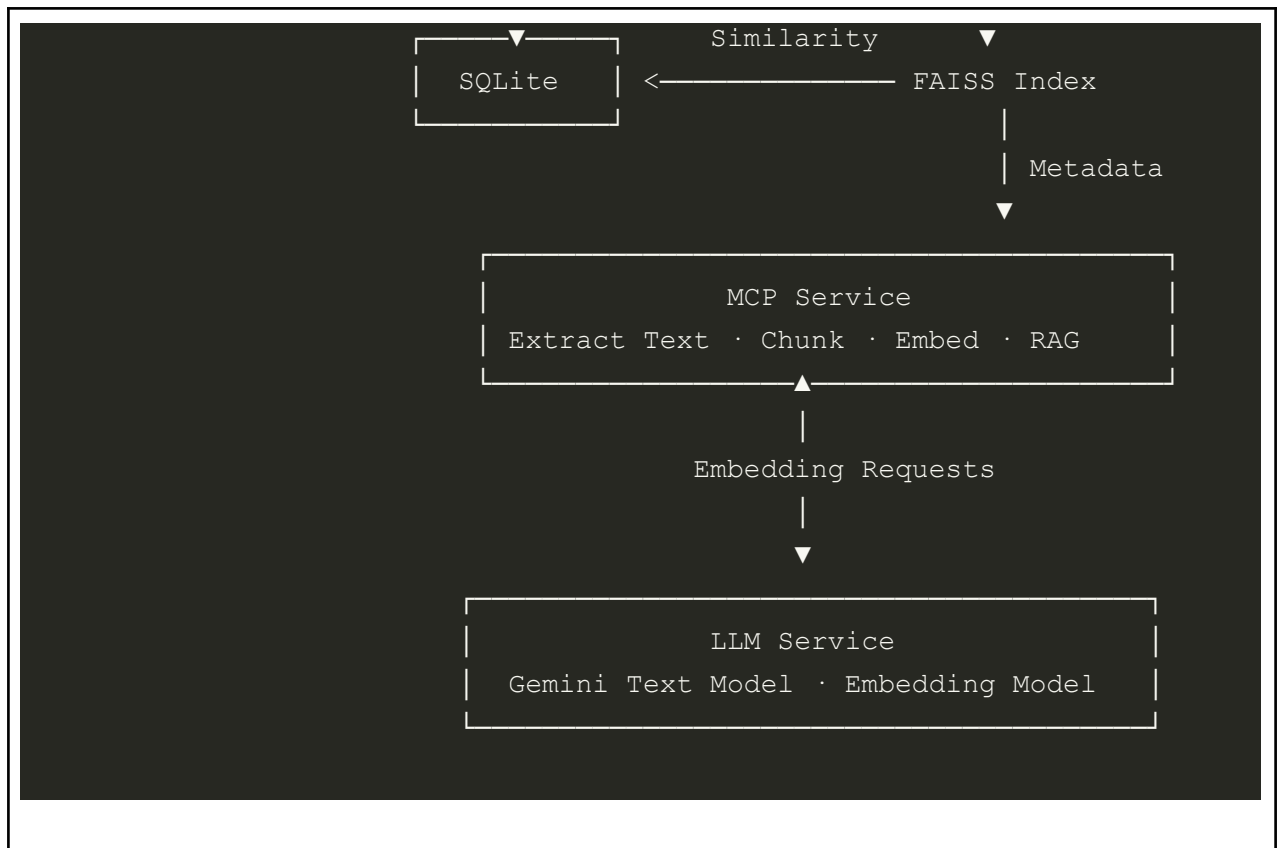 Similarity
SQLite FAISS Index
Metadata
MCP Service
Extract Text · Chunk · Embed · RAG
Embedding Requests
LLM Service
Gemini Text Model · Embedding Model